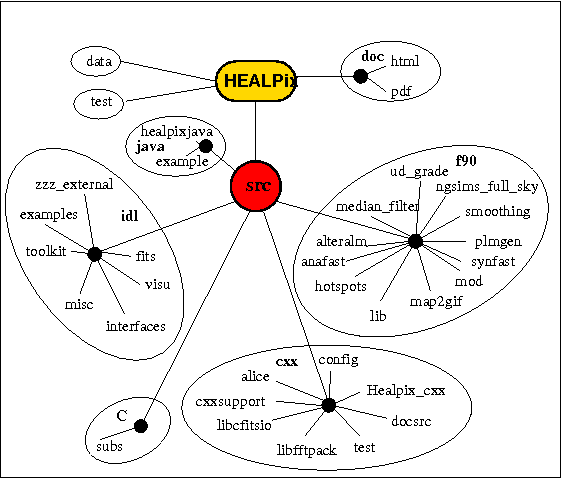 data
test
HEALPix
doc
html
pdf
healpixjava
java
example
src
zzz_external
examples
idl
toolkit
fits
visu
misc
interfaces
f90
ud_grade
ngsims_full_sky
median_filter
smoothing
alteralm
plmgen
anafast
synfast
hotspots
mod
map2gif
lib
C
subs
cxx
config
alice
Healpix_cxx
cxxsupport
docsrc
libcfitsio
test
libfftpack